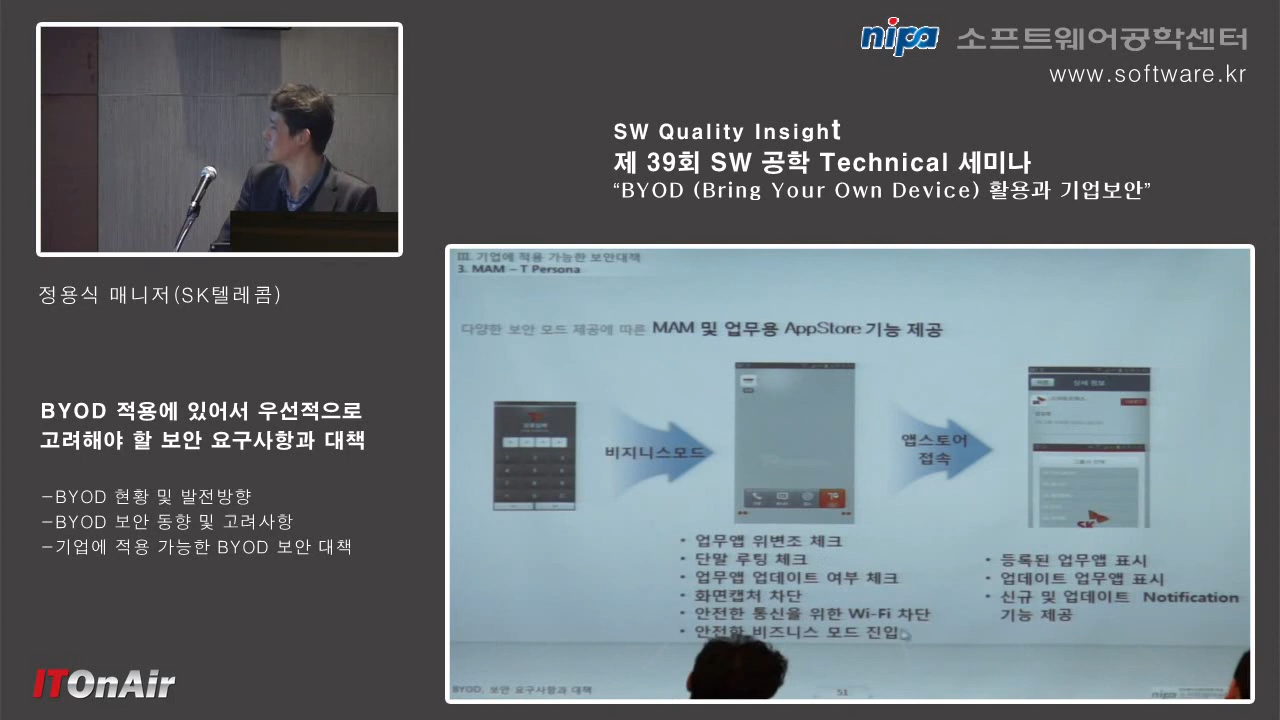 nipa 소프트웨어공학센터
www.software.kr
SW Quality Insight
제 39회 SW 공학 Technical 세미나
“BYOD (Bring Your Own Device) 활용과 기업보안”
정용식 매니저(SK텔레콤)
BYOD 적용에 있어서 우선적으로
고려해야 할 보안 요구사항과 대책
-BYOD 현황 및 발전방향
-BYOD 보안 동향 및 고려사항
-기업에 적용 가능한 BYOD 보안 대책
ITOnAir
III. 기업에 적용 가능한 보안대책
3. MAM – T Persona
다양한 보안 모드 제공에 따른 MAM 및 업무용 AppStore 기능 제공
비지니스모드
앱스토어
접속
상세 정보
SK
• 업무앱 위변조 체크
• 단말 루팅 체크
• 업무앱 업데이트 여부 체크
• 화면캡처 차단
• 안전한 통신을 위한 Wi-Fi 차단
• 안전한 비즈니스 모드 진입
• 등록된 업무앱 표시
• 업데이트 업무앱 표시
• 신규 및 업데이트 Notification
기능 제공
BYOD, 보안 요구사항과 대책
51
nipa